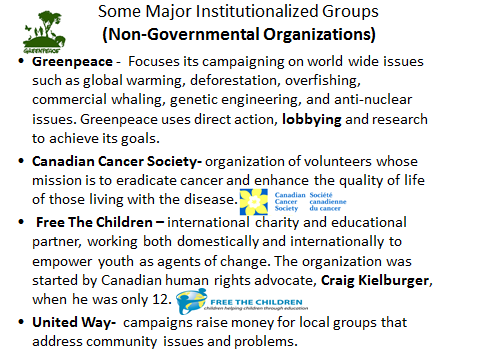 Some Major Institutionalized Groups
(Non-Governmental Organizations)
GREENPEACE
• Greenpeace - Focuses its campaigning on world wide issues
such as global warming, deforestation, overfishing,
commercial whaling, genetic engineering, and anti-nuclear
issues. Greenpeace uses direct action, lobbying and research
to achieve its goals.
• Canadian Cancer Society- organization of volunteers whose
mission is to eradicate cancer and enhance the quality of life
of those living with the disease.
Canadian Société
Cancer canadienne
Society du cancer
• Free The Children – international charity and educational
partner, working both domestically and internationally to
empower youth as agents of change. The organization was
started by Canadian human rights advocate, Craig Kielburger,
when he was only 12.
FREE THE CHILDREN
children helping children through education
• United Way- campaigns raise money for local groups that
address community issues and problems.